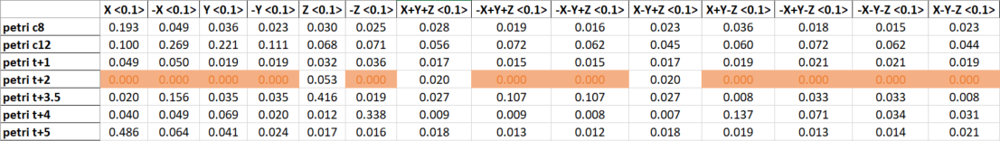 X <0.1> -X <0.1> Y <0.1> -Y <0.1> Z <0.1> -Z <0.1> X+Y+Z <0.1> -X+Y+Z <0.1> -X-Y+Z <0.1> X-Y+Z <0.1> X+Y-Z <0.1> -X+Y-Z <0.1> -X-Y-Z <0.1> X-Y-Z <0.1>
petri c8 0.193 0.049 0.036 0.023 0.030 0.025 0.028 0.019 0.016 0.023 0.036 0.018 0.015 0.023
petri c12 0.100 0.269 0.221 0.111 0.068 0.071 0.056 0.072 0.062 0.045 0.060 0.072 0.062 0.044
petri t+1 0.049 0.050 0.019 0.019 0.032 0.036 0.017 0.015 0.015 0.017 0.019 0.021 0.021 0.019
petri t+2 0.000 0.000 0.000 0.000 0.053 0.000 0.020 0.000 0.000 0.020 0.000 0.000 0.000 0.000
petri t+3.5 0.020 0.156 0.035 0.035 0.416 0.019 0.027 0.107 0.107 0.027 0.008 0.033 0.033 0.008
petri t+4 0.040 0.049 0.069 0.020 0.012 0.338 0.009 0.009 0.008 0.007 0.137 0.071 0.034 0.031
petri t+5 0.486 0.064 0.041 0.024 0.017 0.016 0.018 0.013 0.012 0.018 0.019 0.013 0.014 0.021